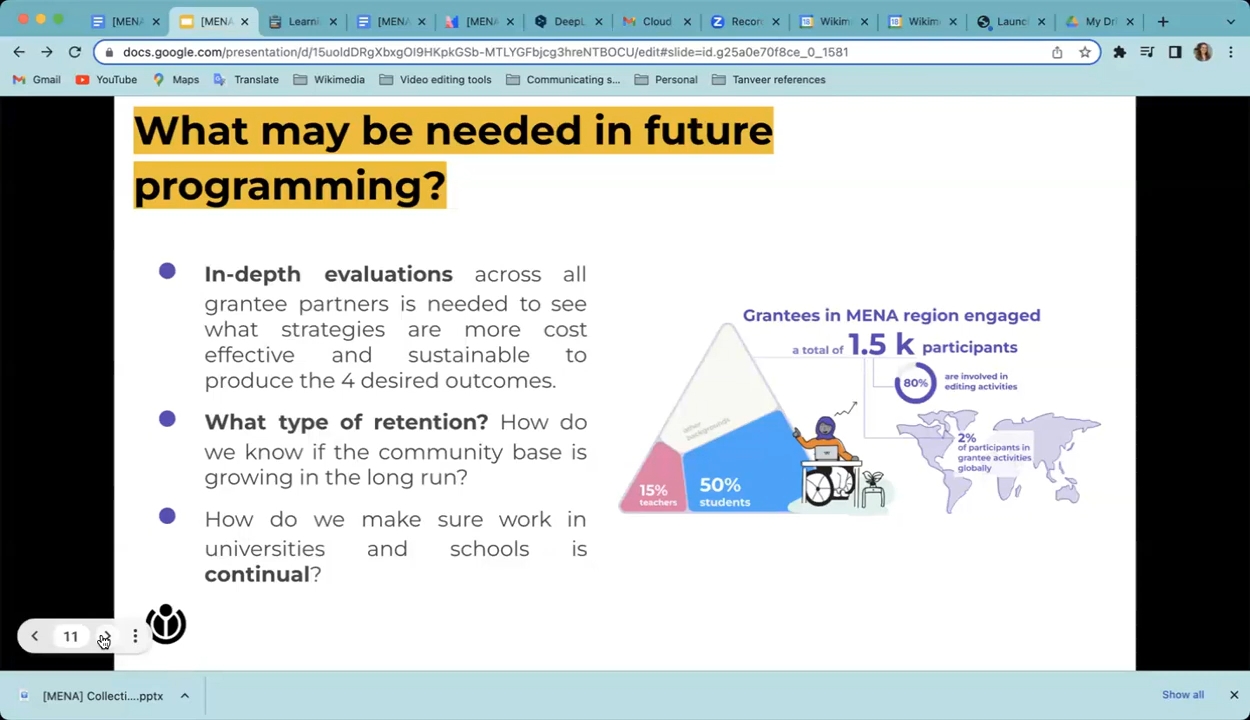 [MENA]
[MENA
Learni
[MENA
[MENA
DeepL
Cloud
Recor
Wikim
Wikim
Launc
My Dri
docs.google.com/presentation/d/15uoldDRgXbxgOI9HKpkGSb-MTLYGFbjcg3hreNTBOCU/edit#slide=id.g25a0e70f8ce_0_1581
Gmail YouTube Maps Translate Wikimedia Video editing tools Communicating s... Personal Tanveer references
What may be needed in future
programming?
In-depth evaluations across all
grantee partners is needed to see
what strategies are more cost
effective and sustainable to
produce the 4 desired outcomes.
What type of retention? How do
we know if the community base is
growing in the long run?
How do we make sure work in
universities and schools is
continual?
Grantees in MENA region engaged
a total of 1.5 k participants
80%
are involved in
editing activities
other
backgrounds
2%
of participants in
grantee activities
globally
15%
teachers
50%
students
11
[MENA] Collecti....pptx
Show all